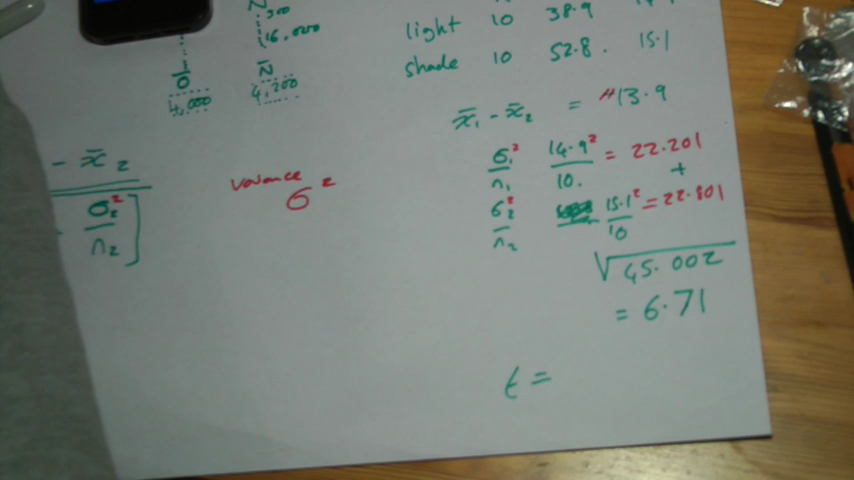 300
16,000
N̄
4,200
1
0
4,000
light 10 38.9
shade 10 52.8. 15.1
x̄₁ - x̄₂ = 13.9
- x̄₂
σ₂²
n₂
variance
σ²
σ₁² / n₁ 14.9² / 10. = 22.201
+
σ₂² / n₂ 15.1² / 10 = 22.801
√45.002
= 6.71
t =